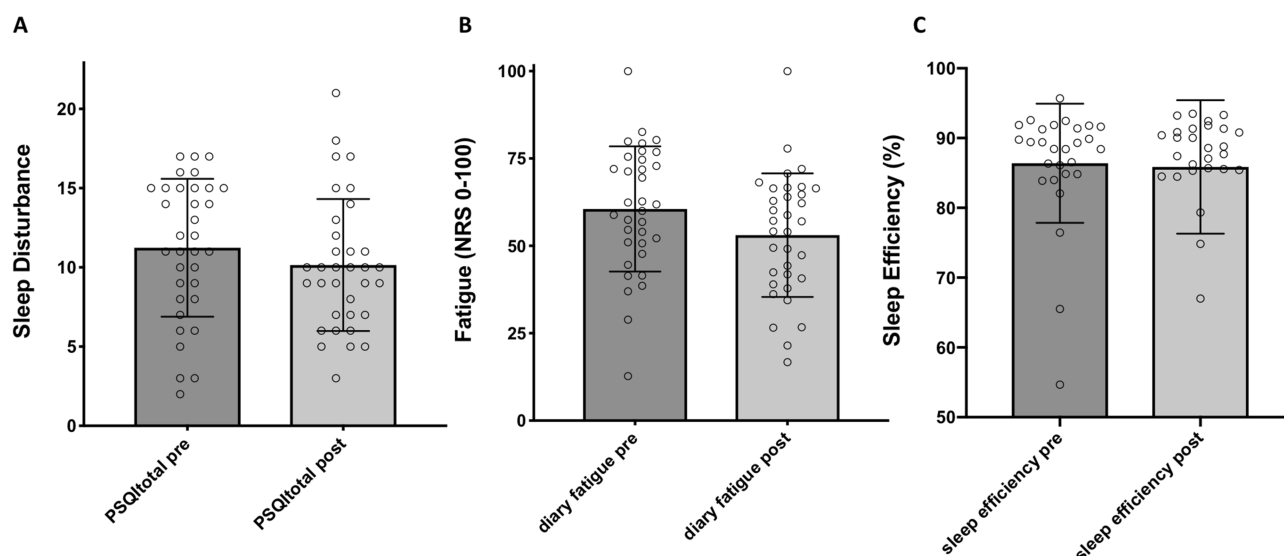 A
Sleep Disturbance
20
15
10
5
0
PSQItotal pre
PSQItotal post
B
Fatigue (NRS 0-100)
100
75
50
25
0
diary fatigue pre
diary fatigue post
C
Sleep Efficiency (%)
100
90
80
70
60
50
sleep efficiency pre
sleep efficiency post